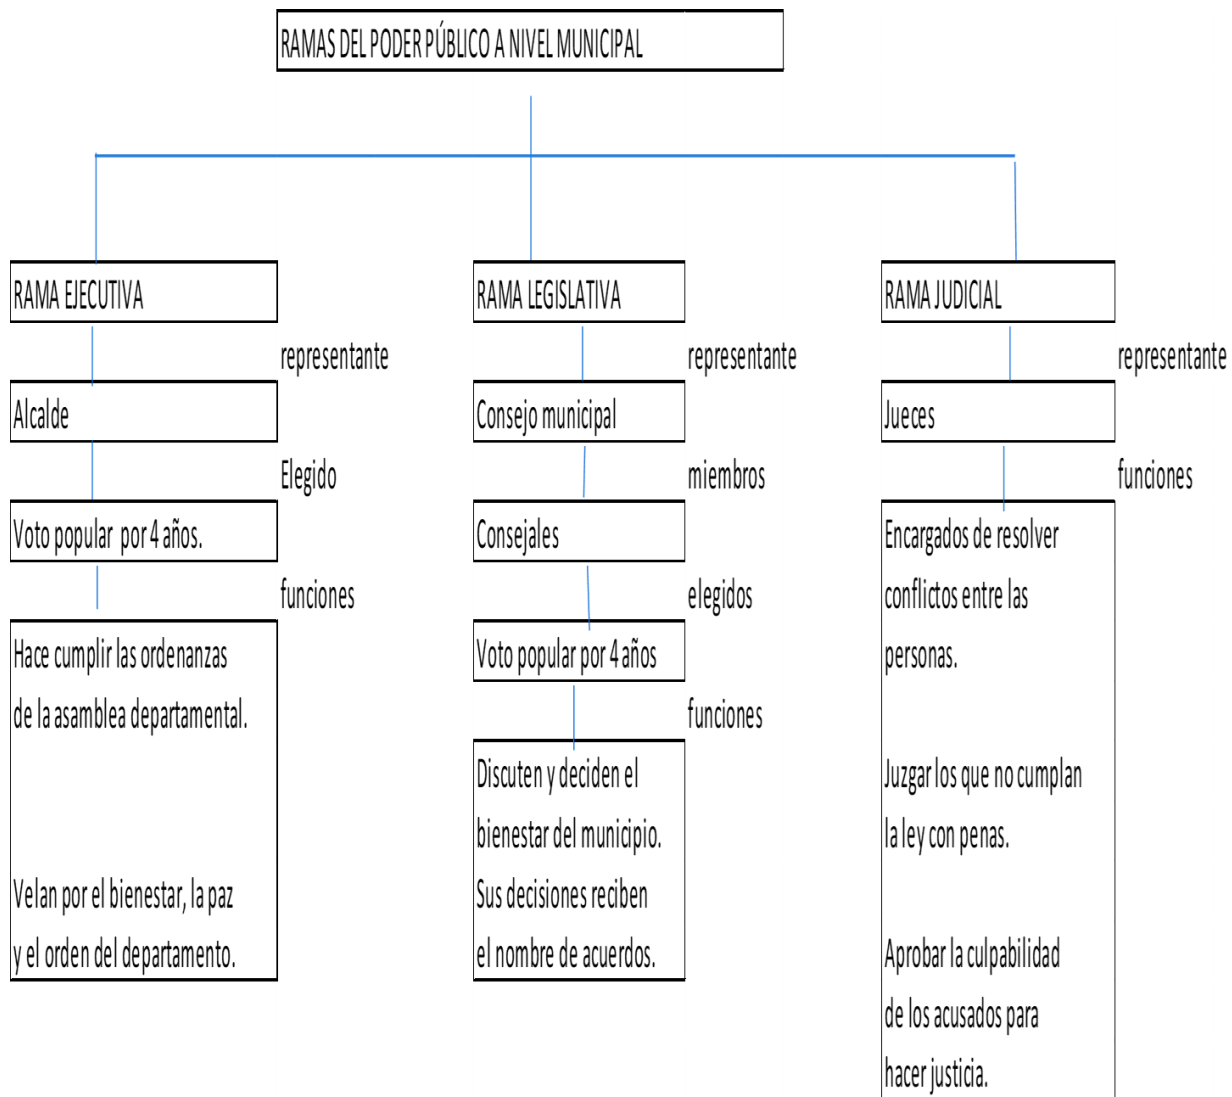 RAMAS DEL PODER PÚBLICO A NIVEL MUNICIPAL
RAMA EJECUTIVA
representante
Alcalde
Elegido
Voto popular por 4 años.
funciones
Hace cumplir las ordenanzas
de la asamblea departamental.
Velan por el bienestar, la paz
y el orden del departamento.
RAMA LEGISLATIVA
representante
Consejo municipal
miembros
Consejales
elegidos
Voto popular por 4 años
funciones
Discuten y deciden el
bienestar del municipio.
Sus decisiones reciben
el nombre de acuerdos.
RAMA JUDICIAL
representante
Jueces
funciones
Encargados de resolver
conflictos entre las
personas.
Juzgar los que no cumplan
la ley con penas.
Aprobar la culpabilidad
de los acusados para
hacer justicia.